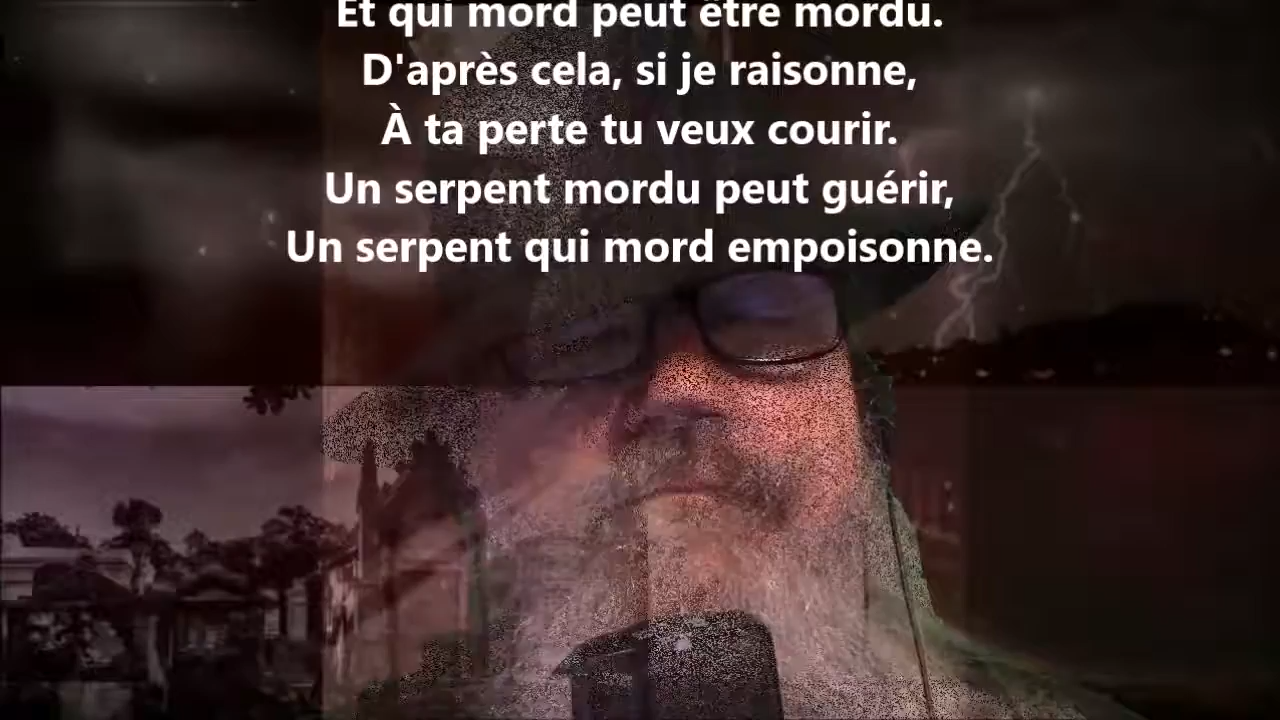 Et qui mord peut être mordu.
D'après cela, si je raisonne,
À ta perte tu veux courir.
Un serpent mordu peut guérir,
Un serpent qui mord empoisonne.